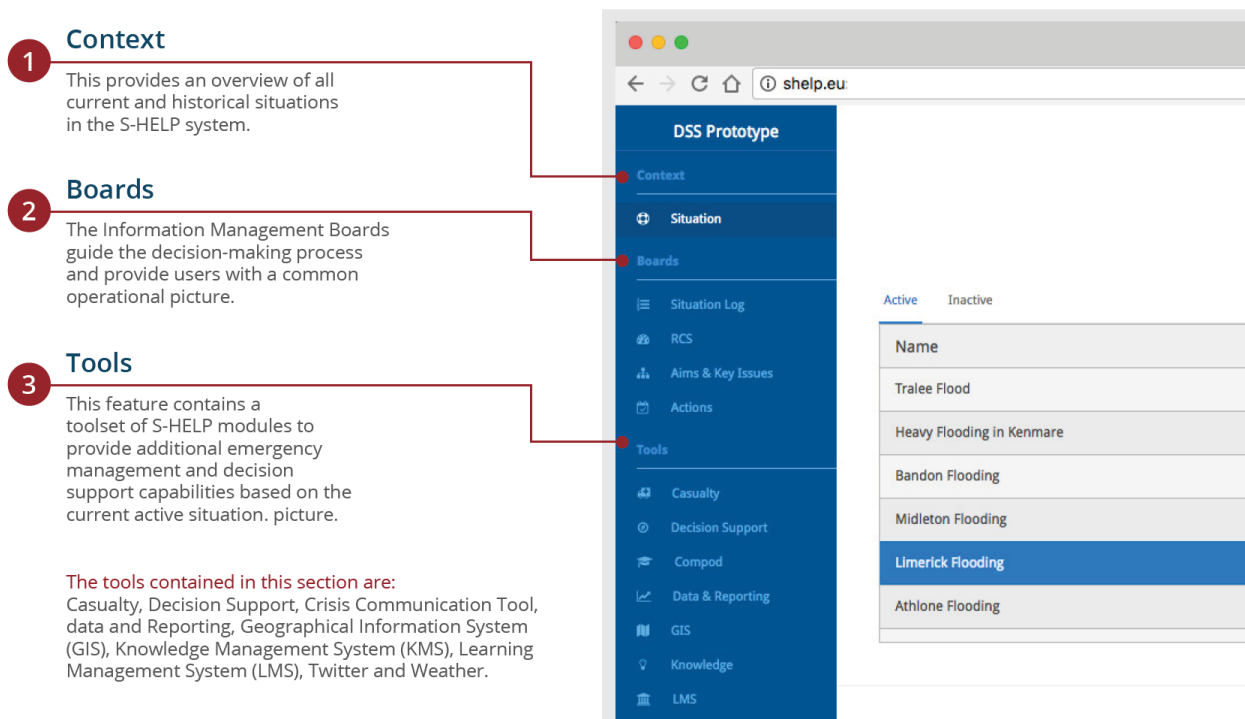 1
Context
This provides an overview of all
current and historical situations
in the S-HELP system.
2
Boards
The Information Management Boards
guide the decision-making process
and provide users with a common
operational picture.
3
Tools
This feature contains a
toolset of S-HELP modules to
provide additional emergency
management and decision
support capabilities based on the
current active situation. picture.
The tools contained in this section are:
Casualty, Decision Support, Crisis Communication Tool,
data and Reporting, Geographical Information System
(GIS), Knowledge Management System (KMS), Learning
Management System (LMS), Twitter and Weather.
shelp.eu:
DSS Prototype
Context
Situation
Boards
Situation Log
RCS
Aims & Key Issues
Actions
Tools
Casualty
Decision Support
Compod
Data & Reporting
GIS
Knowledge
LMS
Active Inactive
Name
Tralee Flood
Heavy Flooding in Kenmare
Bandon Flooding
Midleton Flooding
Limerick Flooding
Athlone Flooding